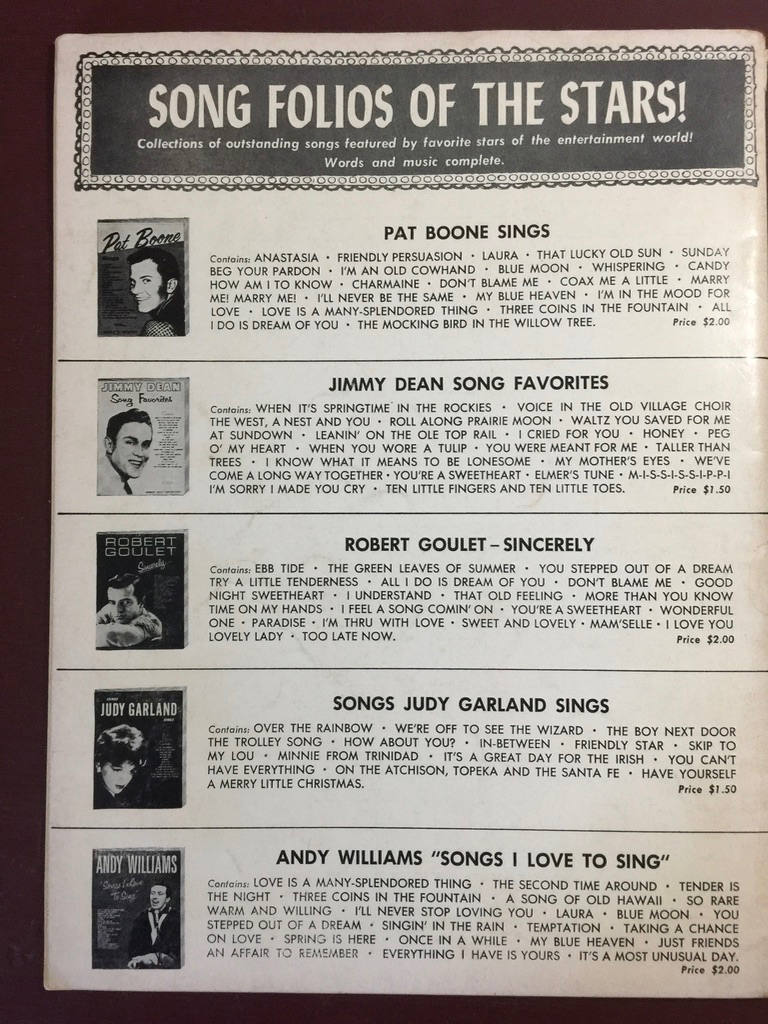 SONG FOLIOS OF THE STARS!
Collections of outstanding songs featured by favorite stars of the entertainment world!
Words and music complete.
Pat Boone
Sings
PAT BOONE SINGS
Contains: ANASTASIA • FRIENDLY PERSUASION • LAURA • THAT LUCKY OLD SUN • SUNDAY
BEG YOUR PARDON • I'M AN OLD COWHAND • BLUE MOON • WHISPERING • CANDY
HOW AM I TO KNOW • CHARMAINE • DON'T BLAME ME • COAX ME A LITTLE • MARRY
ME! MARRY ME! • I'LL NEVER BE THE SAME • MY BLUE HEAVEN • I'M IN THE MOOD FOR
LOVE • LOVE IS A MANY-SPLENDORED THING • THREE COINS IN THE FOUNTAIN • ALL
I DO IS DREAM OF YOU • THE MOCKING BIRD IN THE WILLOW TREE. Price $2.00
JIMMY DEAN
Song Favorites
JIMMY DEAN SONG FAVORITES
Contains: WHEN IT'S SPRINGTIME IN THE ROCKIES • VOICE IN THE OLD VILLAGE CHOIR
THE WEST, A NEST AND YOU • ROLL ALONG PRAIRIE MOON • WALTZ YOU SAVED FOR ME
AT SUNDOWN • LEANIN' ON THE OLE TOP RAIL • I CRIED FOR YOU • HONEY • PEG
O' MY HEART • WHEN YOU WORE A TULIP • YOU WERE MEANT FOR ME • TALLER THAN
TREES • I KNOW WHAT IT MEANS TO BE LONESOME • MY MOTHER'S EYES • WE'VE
COME A LONG WAY TOGETHER • YOU'RE A SWEETHEART • ELMER'S TUNE • M-I-S-S-I-S-S-I-P-P-I
I'M SORRY I MADE YOU CRY • TEN LITTLE FINGERS AND TEN LITTLE TOES. Price $1.50
ROBERT
GOULET
Sincerely
ROBERT GOULET – SINCERELY
Contains: EBB TIDE • THE GREEN LEAVES OF SUMMER • YOU STEPPED OUT OF A DREAM
TRY A LITTLE TENDERNESS • ALL I DO IS DREAM OF YOU • DON'T BLAME ME • GOOD
NIGHT SWEETHEART • I UNDERSTAND • THAT OLD FEELING • MORE THAN YOU KNOW
TIME ON MY HANDS • I FEEL A SONG COMIN' ON • YOU'RE A SWEETHEART • WONDERFUL
ONE • PARADISE • I'M THRU WITH LOVE • SWEET AND LOVELY • MAM'SELLE • I LOVE YOU
LOVELY LADY • TOO LATE NOW. Price $2.00
JUDY GARLAND
SONGS JUDY GARLAND SINGS
Contains: OVER THE RAINBOW • WE'RE OFF TO SEE THE WIZARD • THE BOY NEXT DOOR
THE TROLLEY SONG • HOW ABOUT YOU? • IN-BETWEEN • FRIENDLY STAR • SKIP TO
MY LOU • MINNIE FROM TRINIDAD • IT'S A GREAT DAY FOR THE IRISH • YOU CAN'T
HAVE EVERYTHING • ON THE ATCHISON, TOPEKA AND THE SANTA FE • HAVE YOURSELF
A MERRY LITTLE CHRISTMAS. Price $1.50
ANDY WILLIAMS
"Songs I Love
To Sing"
ANDY WILLIAMS "SONGS I LOVE TO SING"
Contains: LOVE IS A MANY-SPLENDORED THING • THE SECOND TIME AROUND • TENDER IS
THE NIGHT • THREE COINS IN THE FOUNTAIN • A SONG OF OLD HAWAII • SO RARE
WARM AND WILLING • I'LL NEVER STOP LOVING YOU • LAURA • BLUE MOON • YOU
STEPPED OUT OF A DREAM • SINGIN' IN THE RAIN • TEMPTATION • TAKING A CHANCE
ON LOVE • SPRING IS HERE • ONCE IN A WHILE • MY BLUE HEAVEN • JUST FRIENDS
AN AFFAIR TO REMEMBER • EVERYTHING I HAVE IS YOURS • IT'S A MOST UNUSUAL DAY.
Price $2.00